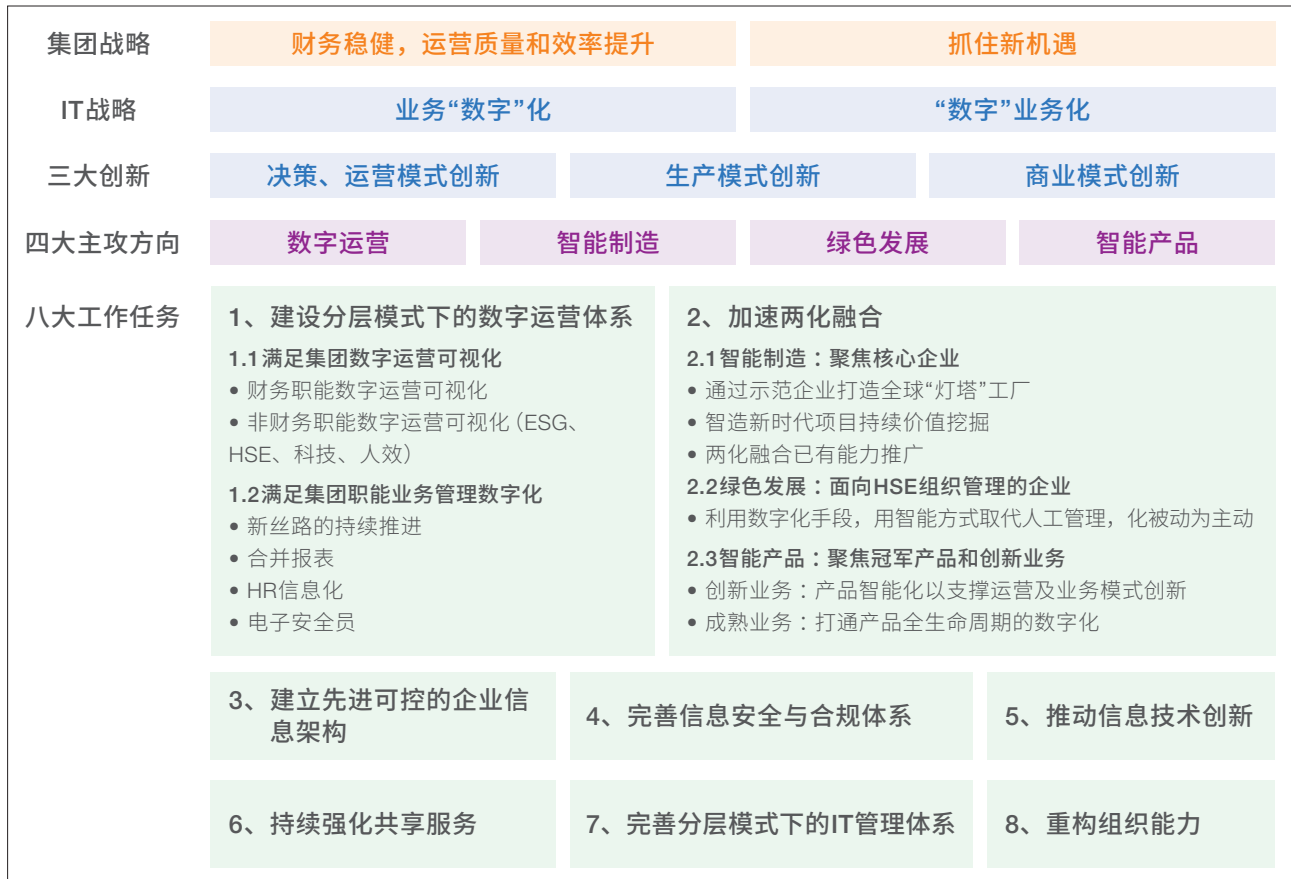 集团战略
财务稳健，运营质量和效率提升
抓住新机遇
IT战略
业务“数字”化
“数字”业务化
三大创新
决策、运营模式创新
生产模式创新
商业模式创新
四大主攻方向
数字运营
智能制造
绿色发展
智能产品
八大工作任务
1、建设分层模式下的数字运营体系
1.1满足集团数字运营可视化
• 财务职能数字运营可视化
• 非财务职能数字运营可视化（ESG、
HSE、科技、人效）
1.2满足集团职能业务管理数字化
• 新丝路的持续推进
• 合并报表
• HR信息化
• 电子安全员
2、加速两化融合
2.1智能制造：聚焦核心企业
• 通过示范企业打造全球“灯塔”工厂
• 智造新时代项目持续价值挖掘
• 两化融合已有能力推广
2.2绿色发展：面向HSE组织管理的企业
• 利用数字化手段，用智能方式取代人工管理，化被动为主动
2.3智能产品：聚焦冠军产品和创新业务
• 创新业务：产品智能化以支撑运营及业务模式创新
• 成熟业务：打通产品全生命周期的数字化
3、建立先进可控的企业信
息架构
4、完善信息安全与合规体系
5、推动信息技术创新
6、持续强化共享服务
7、完善分层模式下的IT管理体系
8、重构组织能力